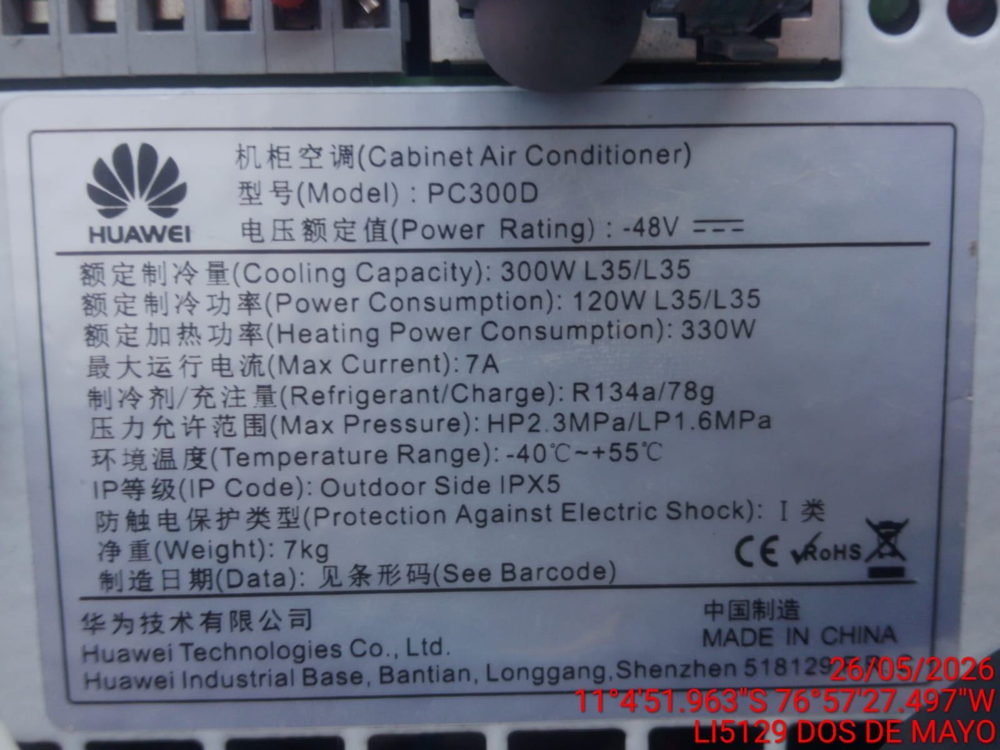 HUAWEI
机柜空调(Cabinet Air Conditioner)
型号(Model) : PC300D
电压额定值(Power Rating) : -48V
额定制冷量(Cooling Capacity): 300W L35/L35
额定制冷功率(Power Consumption): 120W L35/L35
额定加热功率(Heating Power Consumption): 330W
最大运行电流(Max Current): 7A
制冷剂/充注量(Refrigerant/Charge): R134a/78g
压力允许范围(Max Pressure): HP2.3MPa/LP1.6MPa
环境温度(Temperature Range): -40℃~+55℃
IP等级(IP Code): Outdoor Side IPX5
防触电保护类型(Protection Against Electric Shock): I 类
净重(Weight): 7kg
CE RoHS
制造日期(Data): 见条形码(See Barcode)
华为技术有限公司
中国制造
Huawei Technologies Co., Ltd.
MADE IN CHINA
Huawei Industrial Base, Bantian, Longgang, Shenzhen 518129
26/05/2026
11°4'51.963"S 76°57'27.497"W
LI5129 DOS DE MAYO